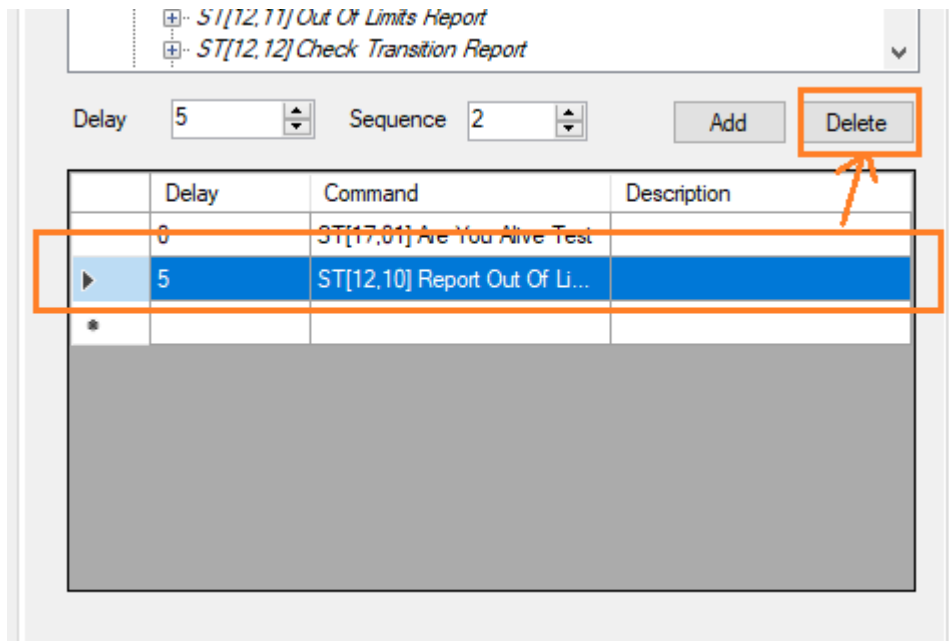 ST[12,11] Out Of Limits Report
ST[12,12] Check Transition Report
Delay 5 Sequence 2 Add Delete
Delay Command Description
0 ST[17,01] Are You Alive Test
5 ST[12,10] Report Out Of Li...